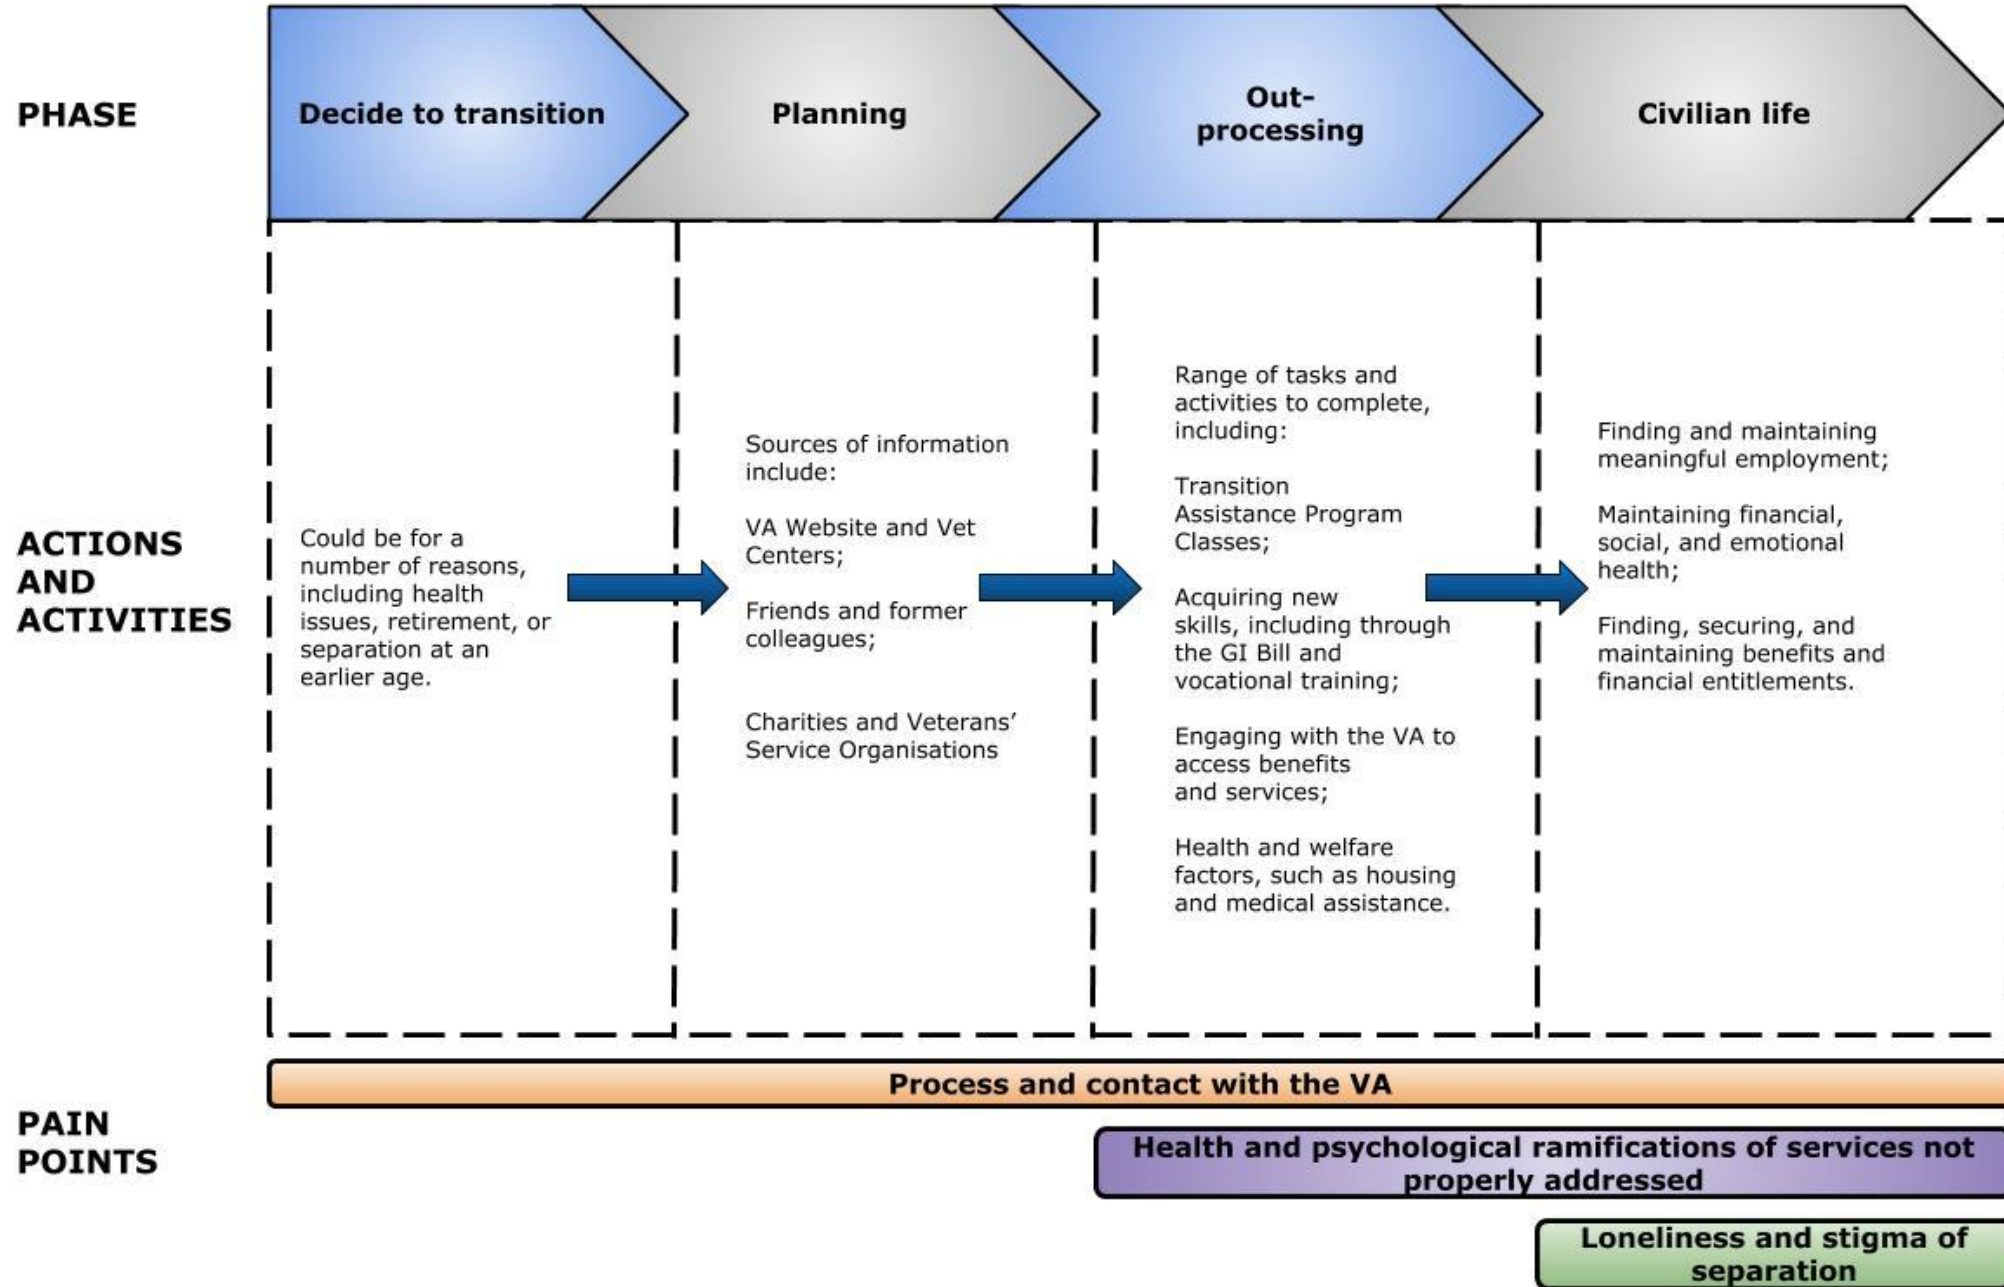 PHASE
Decide to transition
Planning
Out-
processing
Civilian life
ACTIONS
AND
ACTIVITIES
Could be for a
number of reasons,
including health
issues, retirement, or
separation at an
earlier age.
Sources of information
include:
VA Website and Vet
Centers;
Friends and former
colleagues;
Charities and Veterans’
Service Organisations
Range of tasks and
activities to complete,
including:
Transition
Assistance Program
Classes;
Acquiring new
skills, including through
the GI Bill and
vocational training;
Engaging with the VA to
access benefits
and services;
Health and welfare
factors, such as housing
and medical assistance.
Finding and maintaining
meaningful employment;
Maintaining financial,
social, and emotional
health;
Finding, securing, and
maintaining benefits and
financial entitlements.
PAIN
POINTS
Process and contact with the VA
Health and psychological ramifications of services not
properly addressed
Loneliness and stigma of
separation